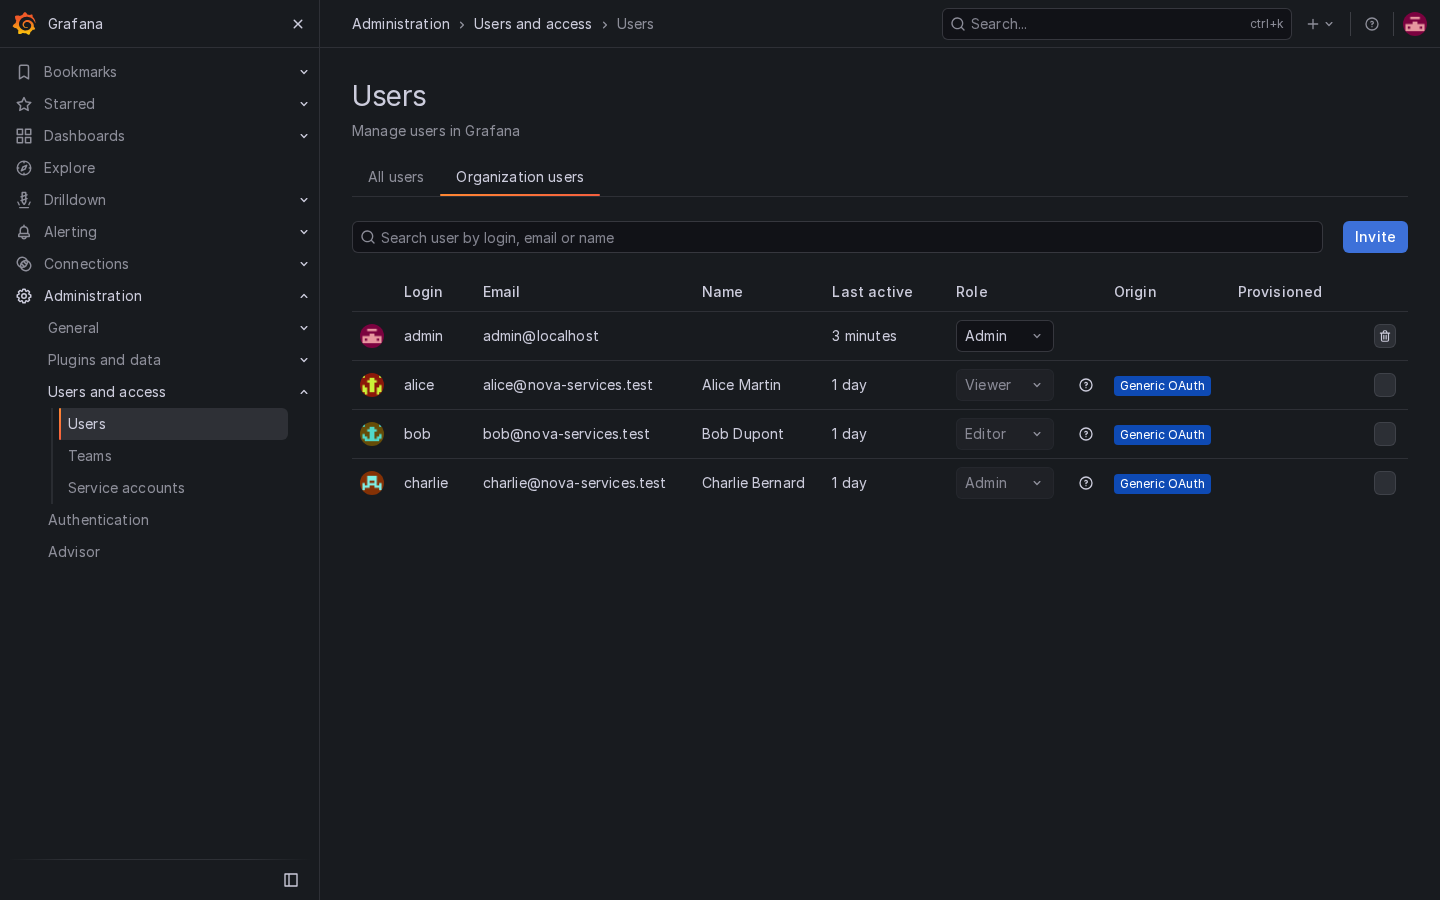 Grafana
Administration > Users and access > Users
Search...
ctrl+k
Bookmarks
Starred
Dashboards
Explore
Drilldown
Alerting
Connections
Administration
General
Plugins and data
Users and access
Users
Teams
Service accounts
Authentication
Advisor
Users
Manage users in Grafana
All users
Organization users
Search user by login, email or name
Invite
Login Email Name Last active Role Origin Provisioned
admin admin@localhost 3 minutes Admin
alice alice@nova-services.test Alice Martin 1 day Viewer Generic OAuth
bob bob@nova-services.test Bob Dupont 1 day Editor Generic OAuth
charlie charlie@nova-services.test Charlie Bernard 1 day Admin Generic OAuth